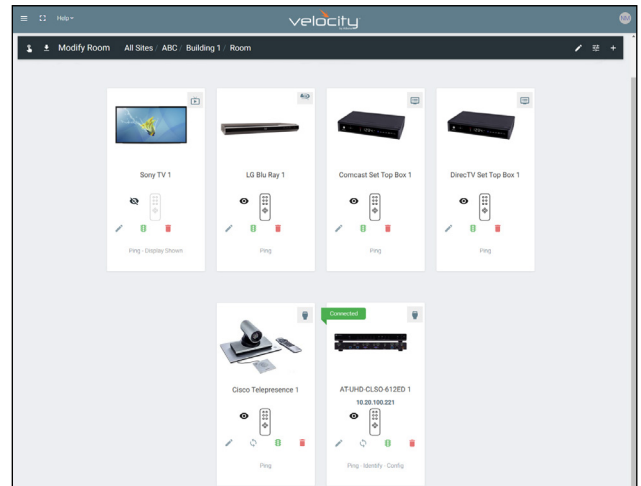 Help
velocity
Modify Room All Sites / ABC / Building 1 / Room
Sony TV 1
LG Blu Ray 1
Comcast Set Top Box 1
DirecTV Set Top Box 1
Ping - Display Shown
Ping
Ping
Ping
Connected
Cisco Telepresence 1
AT-UHD-CLSO-612ED 1
10.20.100.221
Ping
Ping - Identify - Config